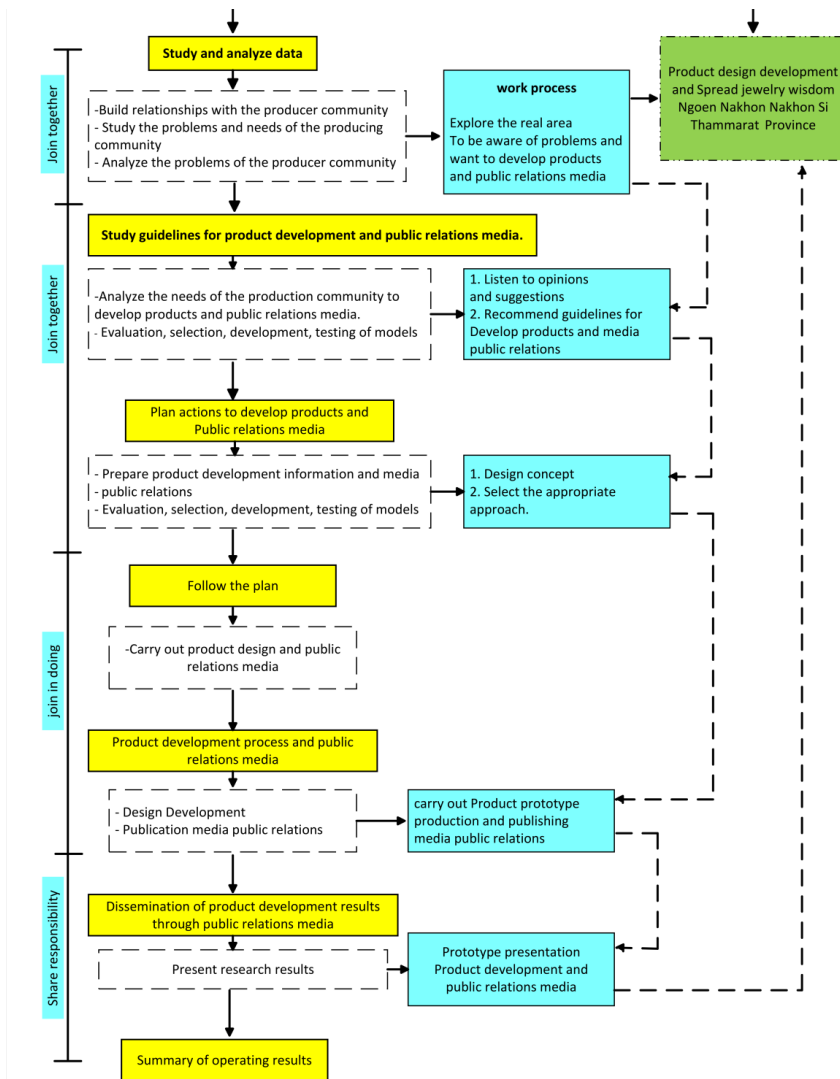 Study and analyze data
-Build relationships with the producer community
- Study the problems and needs of the producing
community
- Analyze the problems of the producer community
work process
Explore the real area
To be aware of problems and
want to develop products
and public relations media
Product design development
and Spread jewelry wisdom
Ngoen Nakhon Nakhon Si
Thammarat Province
Join together
Study guidelines for product development and public relations media.
-Analyze the needs of the production community to
develop products and public relations media.
- Evaluation, selection, development, testing of models
1. Listen to opinions
and suggestions
2. Recommend guidelines for
Develop products and media
public relations
Join together
Plan actions to develop products and
Public relations media
- Prepare product development information and media
- public relations
- Evaluation, selection, development, testing of models
1. Design concept
2. Select the appropriate
approach.
Follow the plan
-Carry out product design and public
relations media
join in doing
Product development process and public
relations media
- Design Development
- Publication media public relations
carry out Product prototype
production and publishing
media public relations
Dissemination of product development results
through public relations media
Present research results
Prototype presentation
Product development and
public relations media
Share responsibility
Summary of operating results